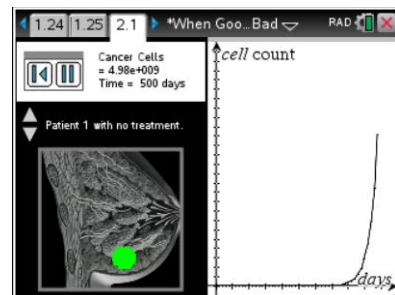 1.24 1.25 2.1 *When Goo...Bad RAD
Cancer Cells
= 4.98e+009
Time = 500 days
Patient 1 with no treatment.
cell count
days